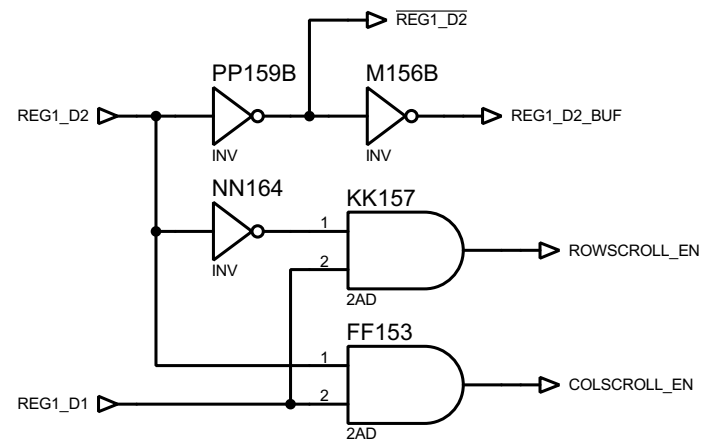 REG1_D2
PP159B
M156B
REG1_D2
REG1_D2_BUF
INV
INV
NN164
KK157
1
INV
2
ROWSCROLL_EN
2AD
FF153
1
COLSCROLL_EN
REG1_D1
2
2AD